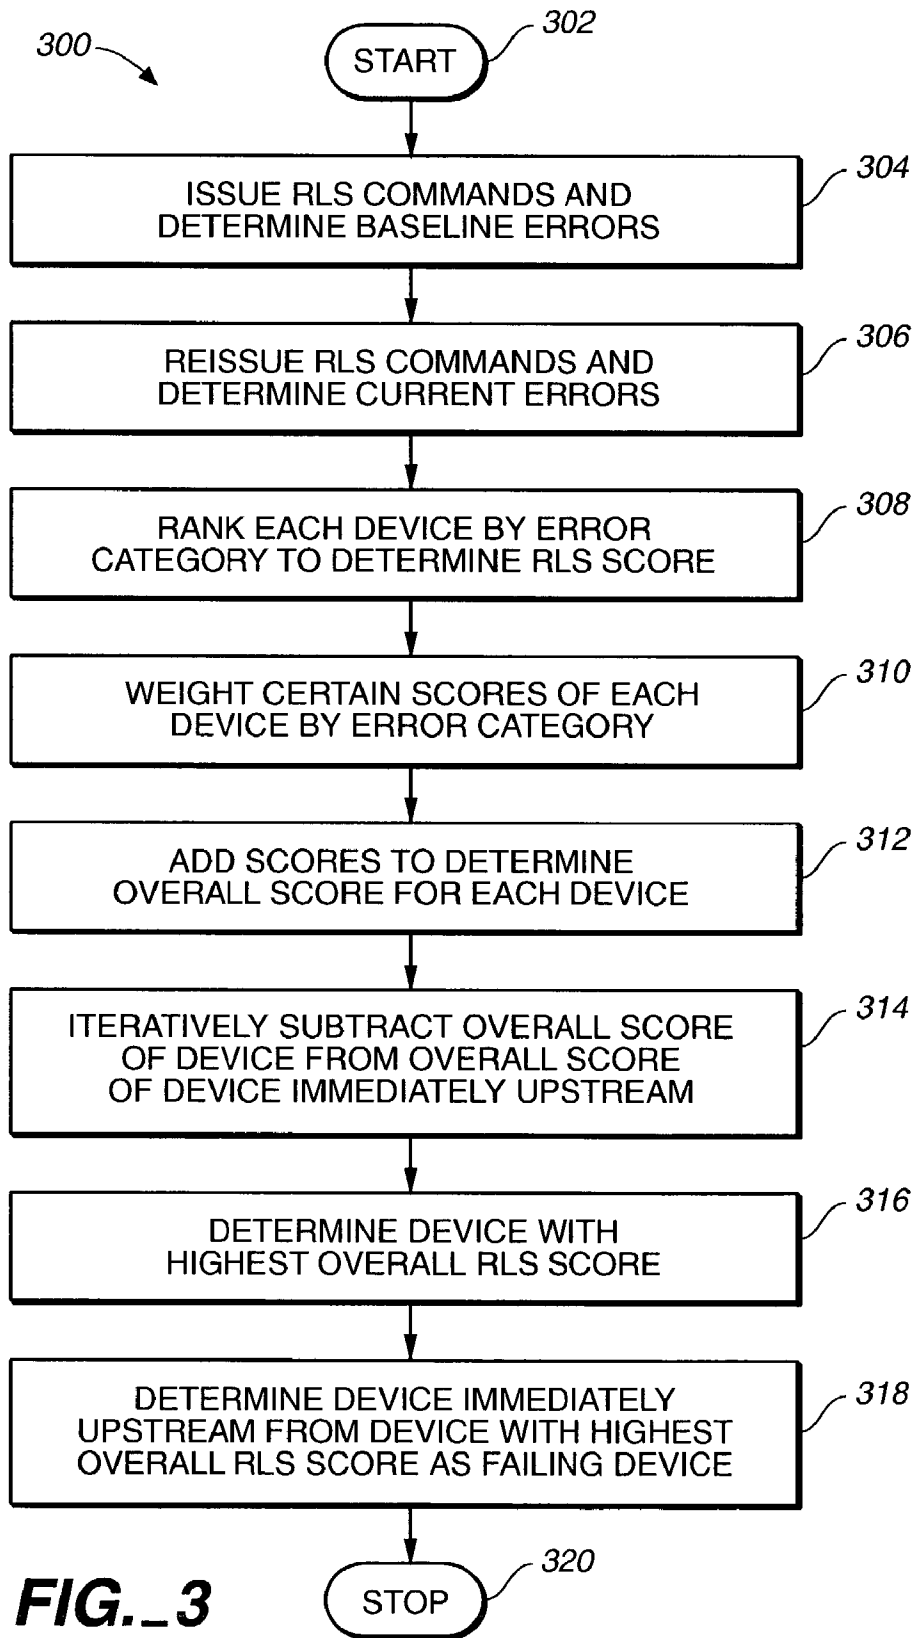 300
START
302
ISSUE RLS COMMANDS AND
DETERMINE BASELINE ERRORS
304
REISSUE RLS COMMANDS AND
DETERMINE CURRENT ERRORS
306
RANK EACH DEVICE BY ERROR
CATEGORY TO DETERMINE RLS SCORE
308
WEIGHT CERTAIN SCORES OF EACH
DEVICE BY ERROR CATEGORY
310
ADD SCORES TO DETERMINE
OVERALL SCORE FOR EACH DEVICE
312
ITERATIVELY SUBTRACT OVERALL SCORE
OF DEVICE FROM OVERALL SCORE
OF DEVICE IMMEDIATELY UPSTREAM
314
DETERMINE DEVICE WITH
HIGHEST OVERALL RLS SCORE
316
DETERMINE DEVICE IMMEDIATELY
UPSTREAM FROM DEVICE WITH HIGHEST
OVERALL RLS SCORE AS FAILING DEVICE
318
STOP
320
FIG._3